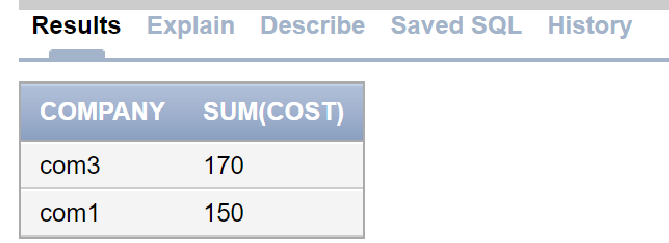 Results Explain Describe Saved SQL History
COMPANY SUM(COST)
com3 170
com1 150